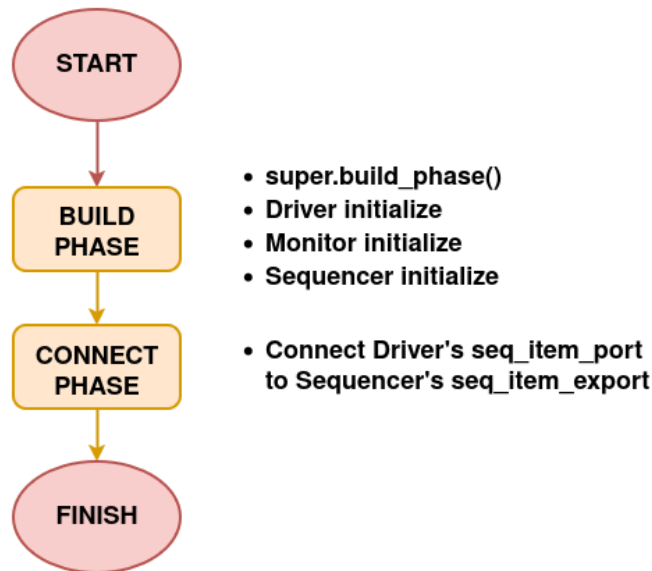 START
BUILD
PHASE
• super.build_phase()
• Driver initialize
• Monitor initialize
• Sequencer initialize
CONNECT
PHASE
• Connect Driver's seq_item_port
to Sequencer's seq_item_export
FINISH